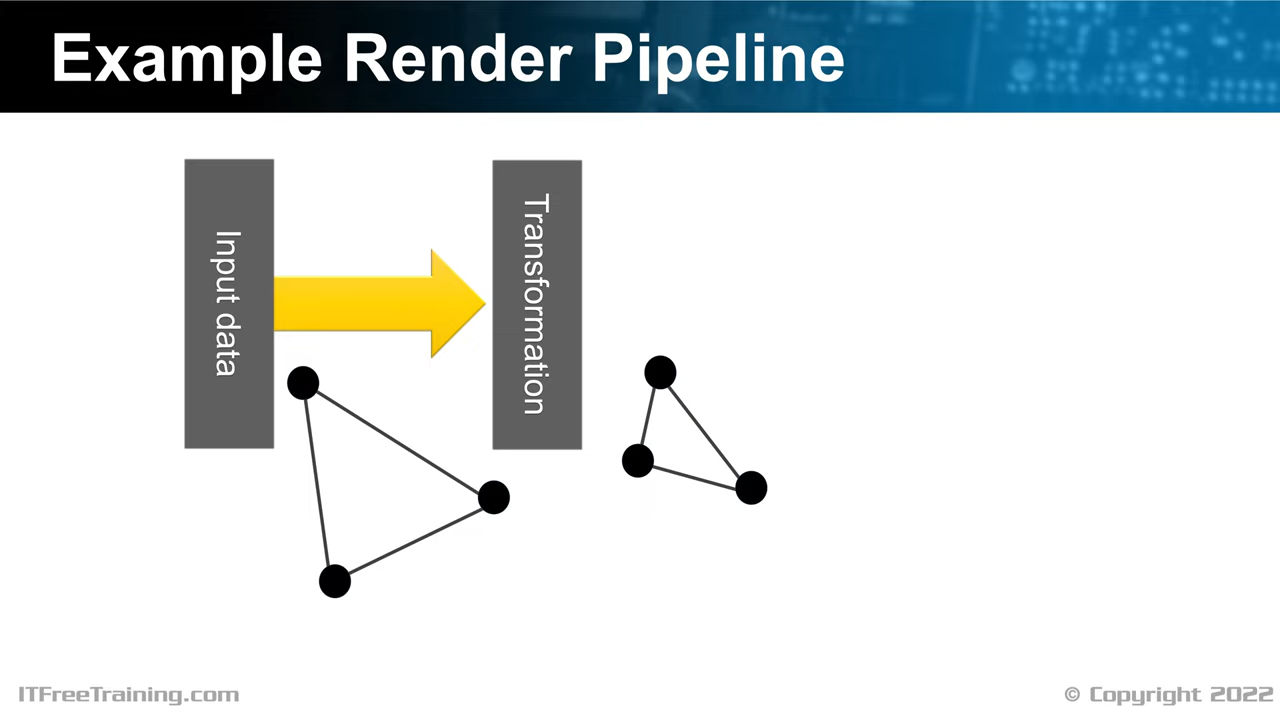 Example Render Pipeline
Input data
Transformation
ITFreeTraining.com
© Copyright 2022